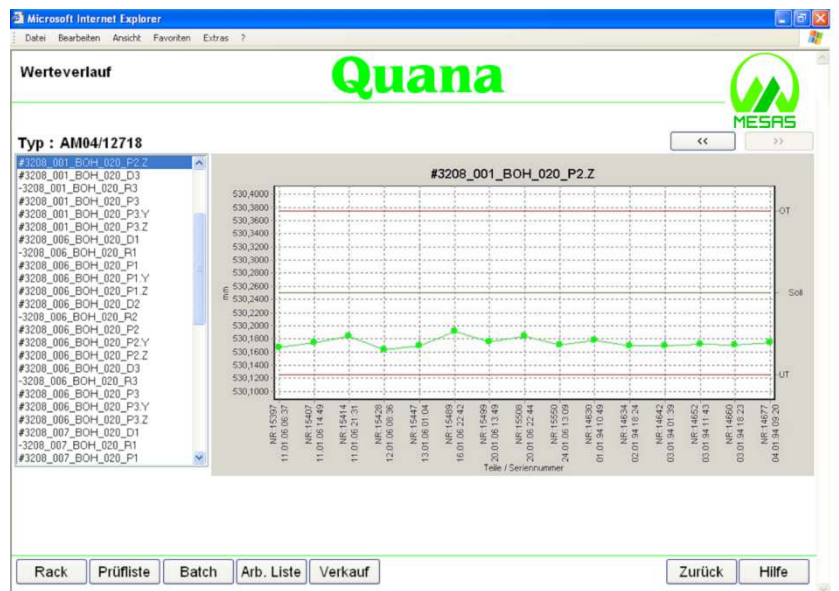 Microsoft Internet Explorer
Datei Bearbeiten Ansicht Favoriten Extras ?
Werteverlauf
Quana
MESAS
Typ : AM04/12718
<< >>
#3208_001_BOH_020_P2.Z
#3208_001_BOH_020_D3
-3208_001_BOH_020_R3
#3208_001_BOH_020_P3
#3208_001_BOH_020_P3.Y
#3208_001_BOH_020_P3.Z
#3208_006_BOH_020_D1
-3208_006_BOH_020_R1
#3208_006_BOH_020_P1
#3208_006_BOH_020_P1.Y
#3208_006_BOH_020_P1.Z
#3208_006_BOH_020_D2
-3208_006_BOH_020_R2
#3208_006_BOH_020_P2
#3208_006_BOH_020_P2.Y
#3208_006_BOH_020_P2.Z
#3208_006_BOH_020_D3
-3208_006_BOH_020_R3
#3208_006_BOH_020_P3
#3208_006_BOH_020_P3.Y
#3208_006_BOH_020_P3.Z
#3208_007_BOH_020_D1
-3208_007_BOH_020_R1
#3208_007_BOH_020_P1
#3208_001_BOH_020_P2.Z
530,4000
530,3800
530,3600
530,3400
530,3200
530,3000
530,2800
530,2600
530,2400
530,2200
530,2000
530,1800
530,1600
530,1400
530,1200
530,1000
mm
OT
Soll
UT
NR:15397
11.01.06 06:37
NR:15407
11.01.06 14:49
NR:15414
11.01.06 21:31
NR:15428
12.01.06 08:36
NR:15447
13.01.06 01:04
NR:15489
16.01.06 22:42
NR:15499
20.01.06 13:49
NR:15508
20.01.06 22:44
NR:15550
24.01.06 13:09
NR:14630
01.01.94 10:49
NR:14634
02.01.94 18:24
NR:14642
03.01.94 01:39
NR:14652
03.01.94 11:43
NR:14660
03.01.94 18:23
NR:14677
04.01.94 09:20
Teile / Seriennummer
Rack Prüfliste Batch Arb. Liste Verkauf Zurück Hilfe